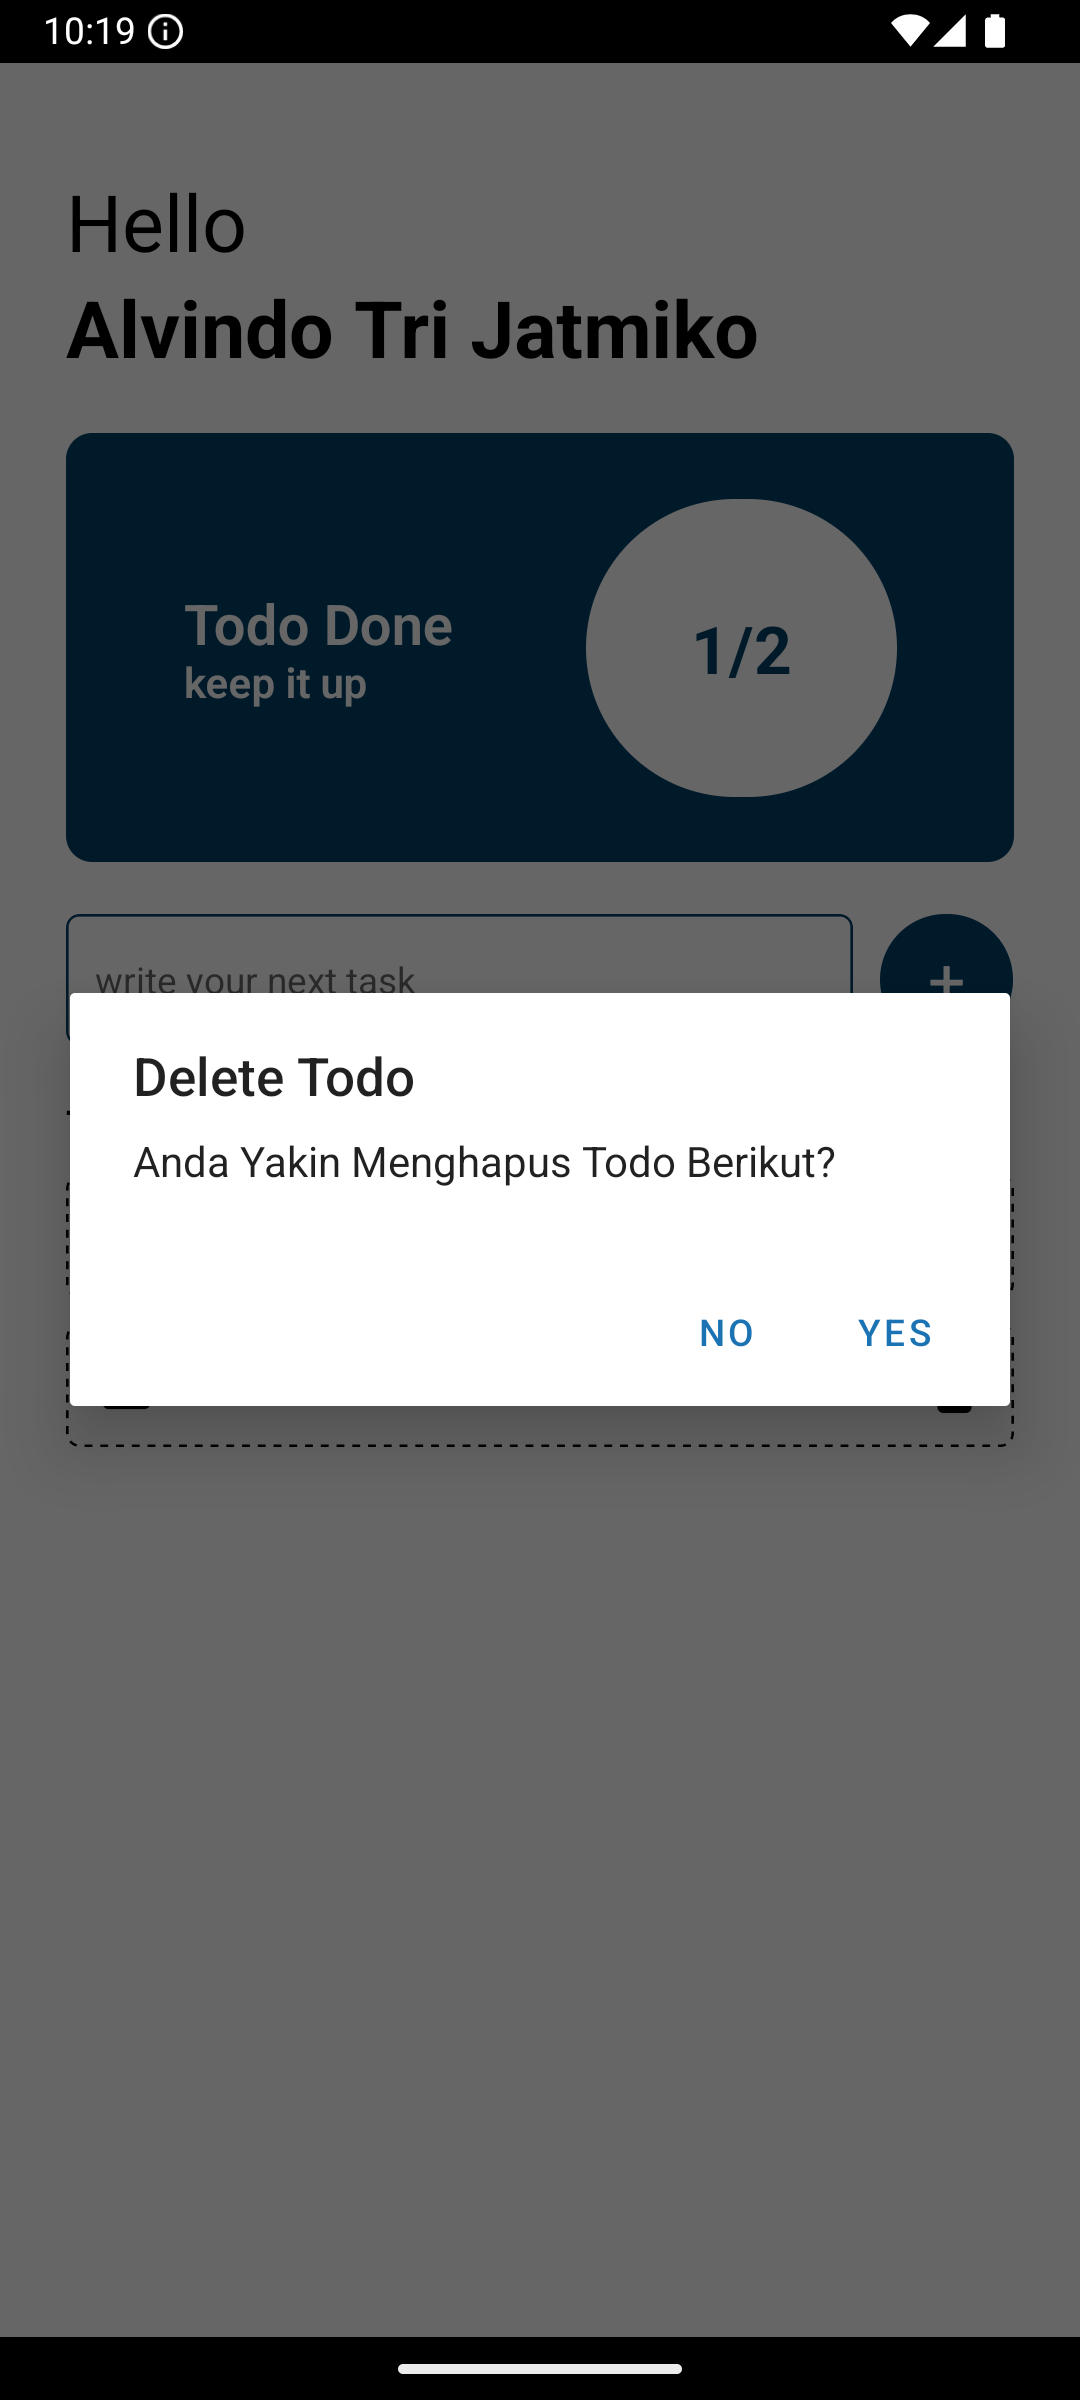 10:19
Hello
Alvindo Tri Jatmiko
Todo Done
keep it up
1/2
write your next task
+
Delete Todo
Anda Yakin Menghapus Todo Berikut?
NO
YES